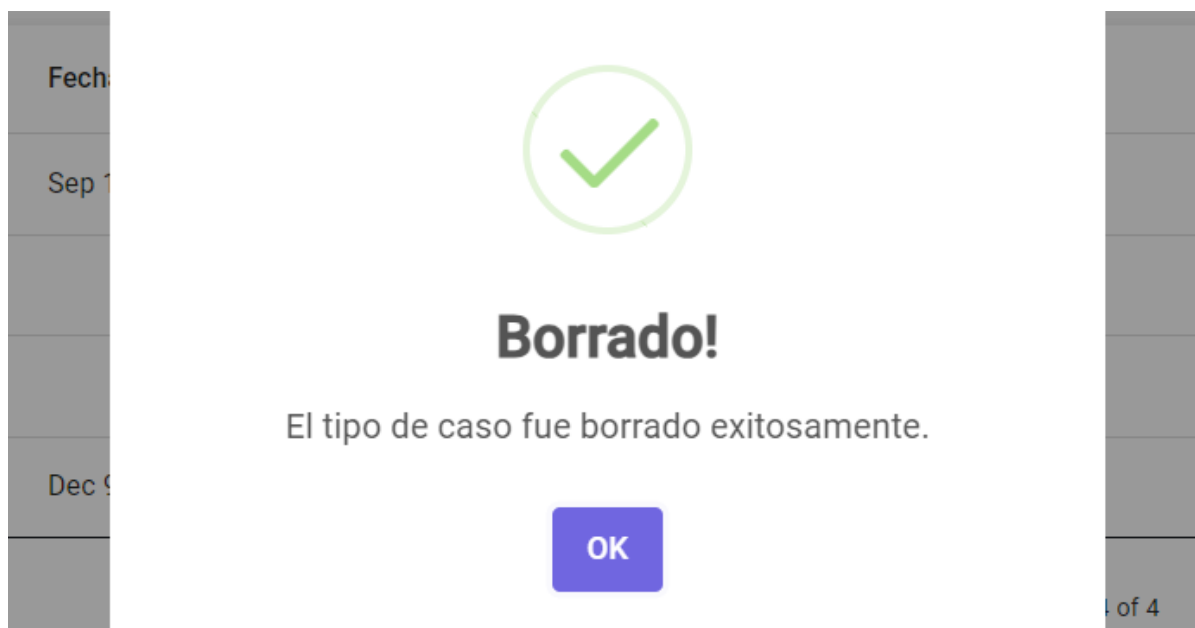 Fech
Sep 1
Borrado!
El tipo de caso fue borrado exitosamente.
Dec 9
OK
of 4